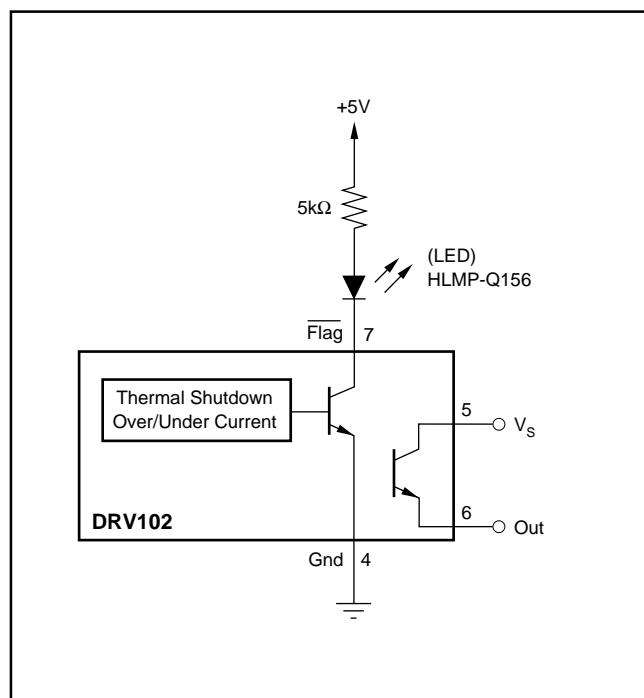 +5V
5kΩ
(LED)
HLMP-Q156
Flag
7
Thermal Shutdown
Over/Under Current
5
VS
6
Out
DRV102
Gnd
4